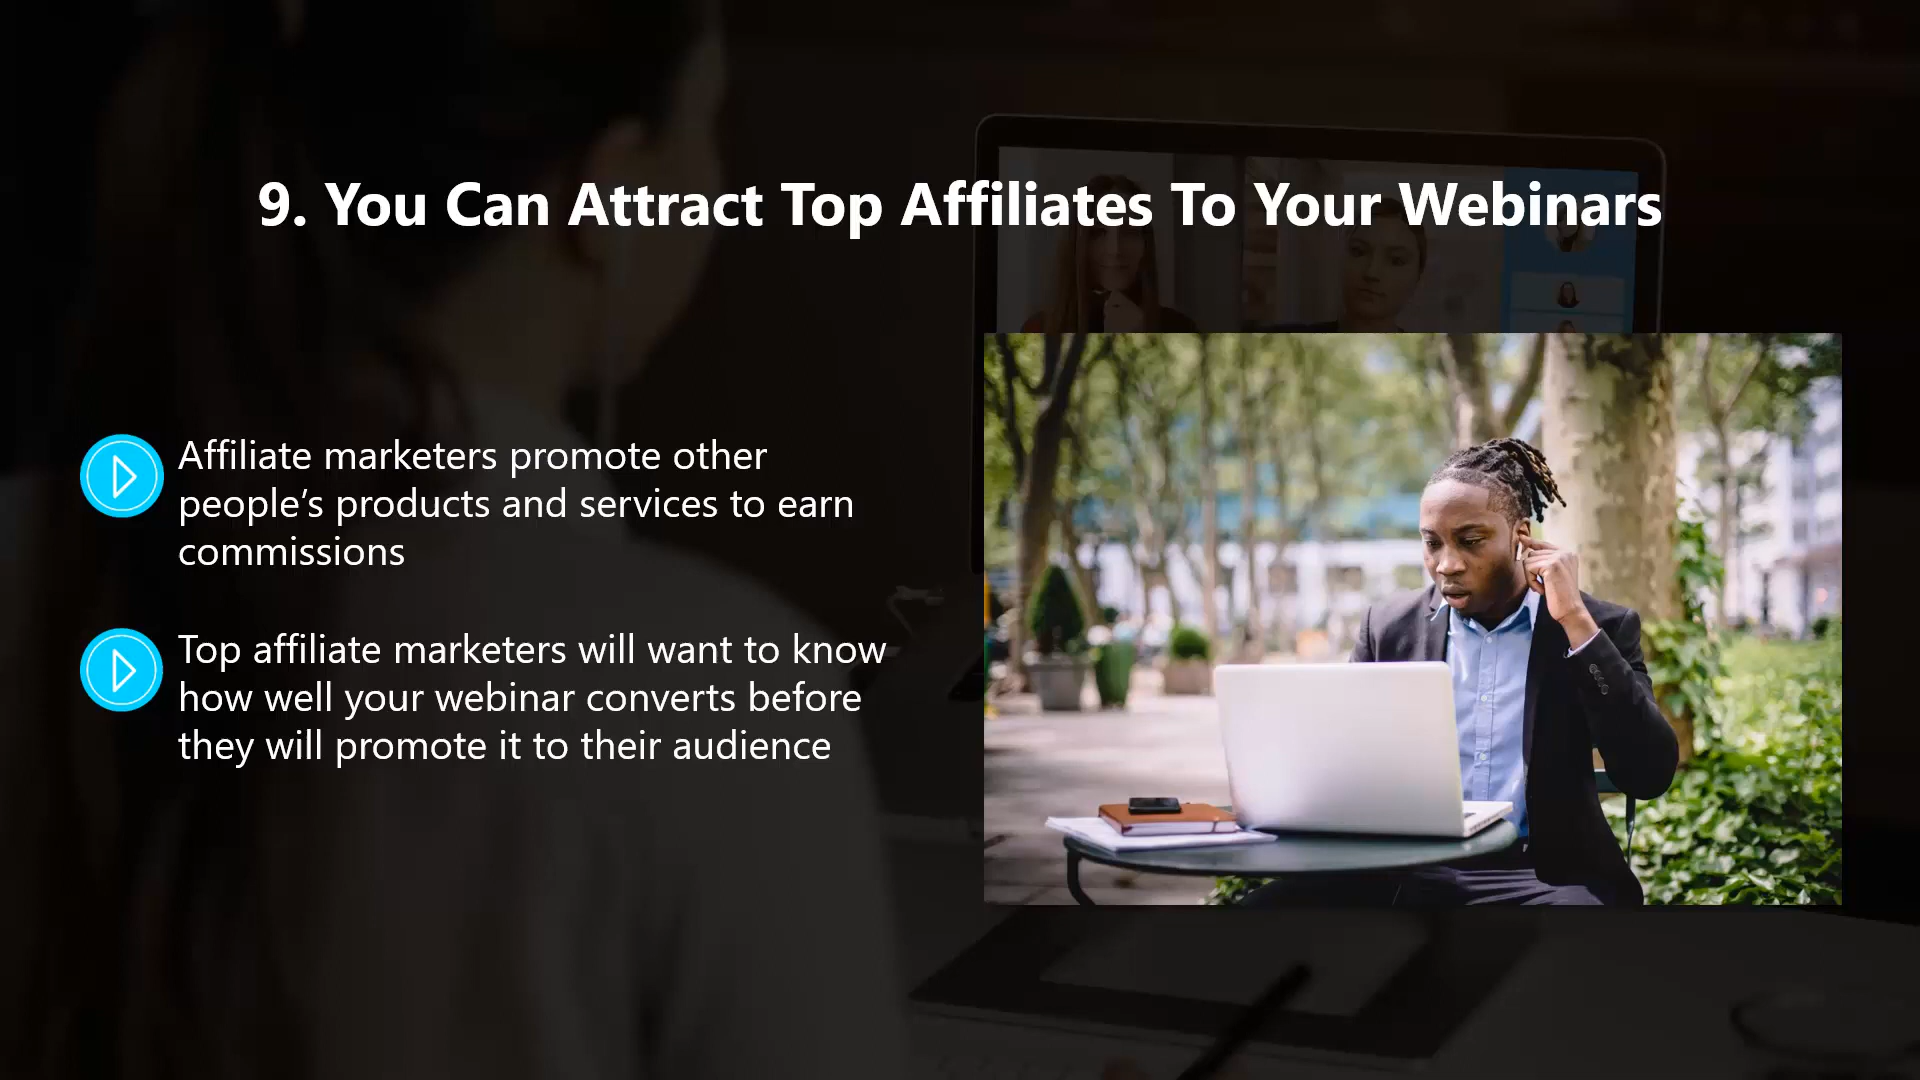 9. You Can Attract Top Affiliates To Your Webinars
Affiliate marketers promote other
people’s products and services to earn
commissions
Top affiliate marketers will want to know
how well your webinar converts before
they will promote it to their audience